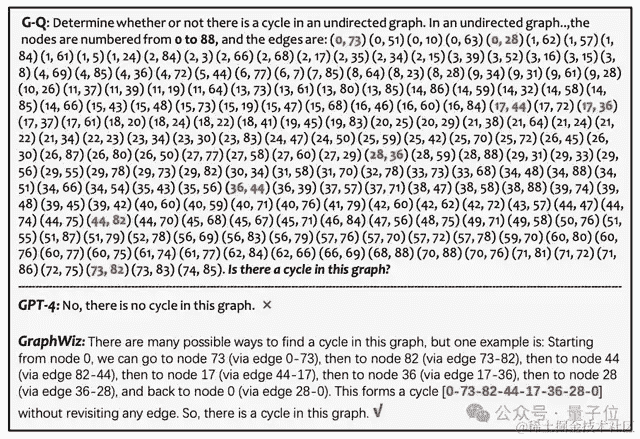 G-Q: Determine whether or not there is a cycle in an undirected graph. In an undirected graph..,the
nodes are numbered from 0 to 88, and the edges are: (0, 73) (0, 51) (0, 10) (0, 63) (0, 28) (1, 62) (1, 57) (1,
84) (1, 61) (1, 5) (1, 24) (2, 84) (2, 3) (2, 66) (2, 68) (2, 17) (2, 35) (2, 34) (2, 15) (3, 39) (3, 52) (3, 16) (3, 15) (3,
8) (4, 69) (4, 85) (4, 36) (4, 72) (5, 44) (6, 77) (6, 7) (7, 85) (8, 64) (8, 23) (8, 28) (9, 34) (9, 31) (9, 61) (9, 28)
(10, 26) (11, 37) (11, 39) (11, 19) (11, 64) (13, 73) (13, 61) (13, 80) (13, 85) (14, 86) (14, 59) (14, 32) (14, 58) (14,
85) (14, 66) (15, 43) (15, 48) (15, 73) (15, 19) (15, 47) (15, 68) (16, 46) (16, 60) (16, 84) (17, 44) (17, 72) (17, 36)
(17, 37) (17, 61) (18, 20) (18, 24) (18, 22) (18, 41) (19, 45) (19, 83) (20, 25) (20, 29) (21, 38) (21, 64) (21, 24) (21,
22) (21, 34) (22, 23) (23, 34) (23, 30) (23, 83) (24, 47) (24, 50) (25, 59) (25, 42) (25, 70) (25, 72) (26, 45) (26,
30) (26, 87) (26, 80) (26, 50) (27, 77) (27, 58) (27, 60) (27, 29) (28, 36) (28, 59) (28, 88) (29, 31) (29, 33) (29,
56) (29, 55) (29, 78) (29, 73) (29, 82) (30, 34) (31, 58) (31, 70) (32, 78) (33, 73) (33, 68) (34, 48) (34, 88) (34,
51) (34, 66) (34, 54) (35, 43) (35, 56) (36, 44) (36, 39) (37, 57) (37, 71) (38, 47) (38, 58) (38, 88) (39, 74) (39,
48) (39, 45) (39, 42) (40, 60) (40, 59) (40, 71) (40, 76) (41, 79) (42, 60) (42, 62) (42, 72) (43, 57) (44, 47) (44,
74) (44, 75) (44, 82) (44, 70) (45, 68) (45, 67) (45, 71) (46, 84) (47, 56) (48, 75) (49, 71) (49, 58) (50, 76) (51,
55) (51, 87) (51, 79) (52, 78) (56, 69) (56, 83) (56, 79) (57, 76) (57, 70) (57, 72) (57, 78) (59, 70) (60, 80) (60,
76) (60, 77) (60, 75) (61, 74) (61, 77) (62, 84) (62, 66) (66, 69) (68, 88) (70, 88) (70, 76) (71, 81) (71, 72) (71,
86) (72, 75) (73, 82) (73, 83) (74, 85). Is there a cycle in this graph?
GPT-4: No, there is no cycle in this graph. ×
GraphWiz: There are many possible ways to find a cycle in this graph, but one example is: Starting
from node 0, we can go to node 73 (via edge 0-73), then to node 82 (via edge 73-82), then to node 44
(via edge 82-44), then to node 17 (via edge 44-17), then to node 36 (via edge 17-36), then to node 28
(via edge 36-28), and back to node 0 (via edge 28-0). This forms a cycle [0-73-82-44-17-36-28-0]
without revisiting any edge. So, there is a cycle in this graph. √
公众号·量子位
@稀土掘金技术社区